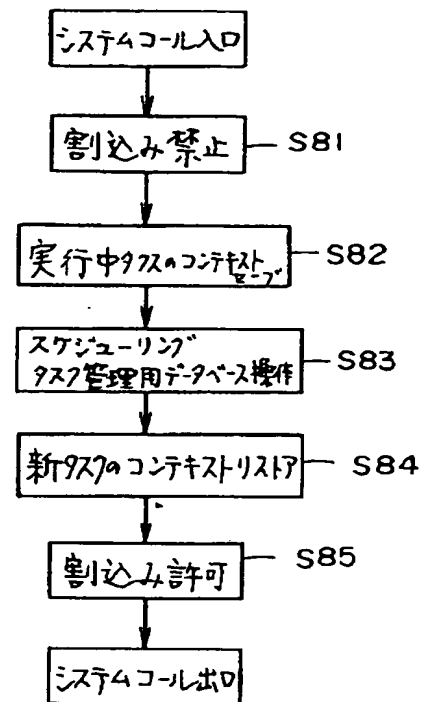 システムコール入口
割込み禁止
S81
実行中タスクのコンテキスト
セーブ
S82
スケジューリング
タスク管理用データベース操作
S83
新タスクのコンテキストリストア
S84
割込み許可
S85
システムコール出口